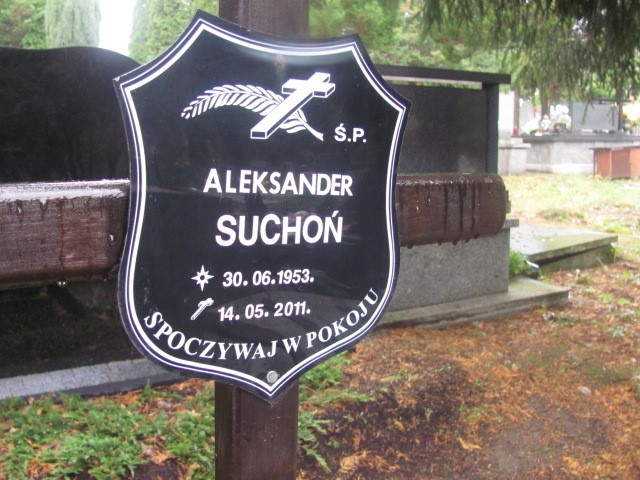 Ś.P.
ALEKSANDER
SUCHOŃ
30.06.1953.
14.05.2011.
SPOCZYWAJ W POKOJU